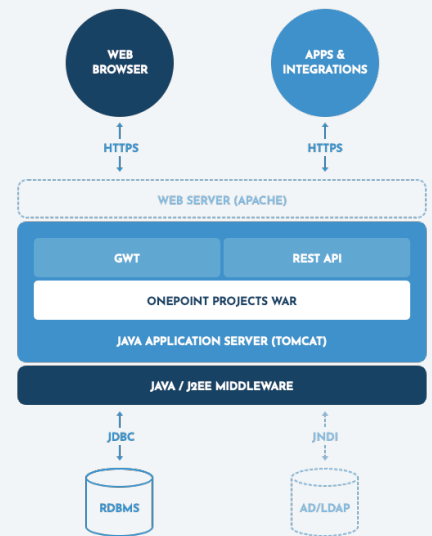 WEB
BROWSER
APPS &
INTEGRATIONS
HTTPS
HTTPS
WEB SERVER (APACHE)
GWT
REST API
ONEPOINT PROJECTS WAR
JAVA APPLICATION SERVER (TOMCAT)
JAVA / J2EE MIDDLEWARE
JDBC
JNDI
RDBMS
AD/LDAP